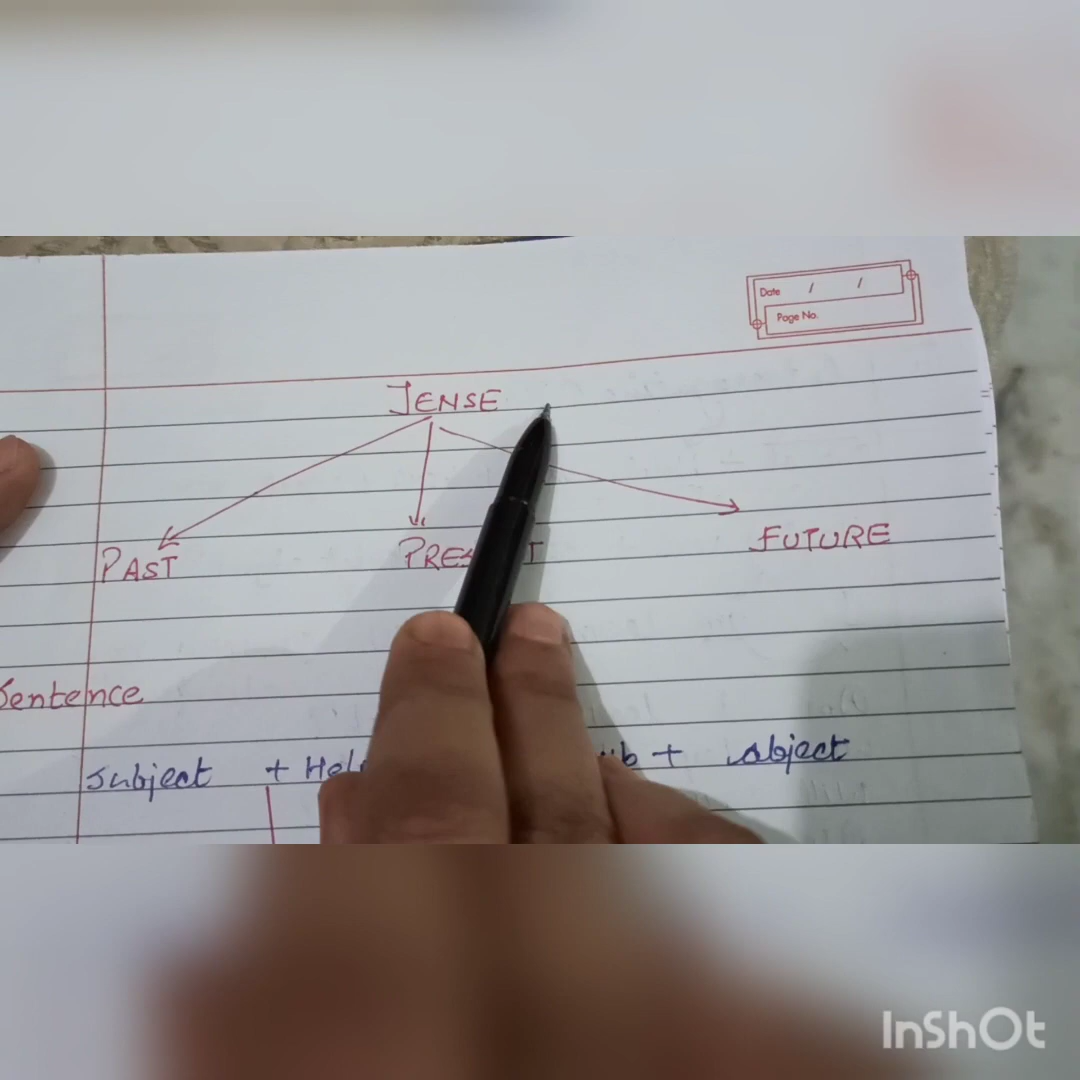 Date / /
Page No.
TENSE
PAST FUTURE
Sentence
Subject + + object
InShOt